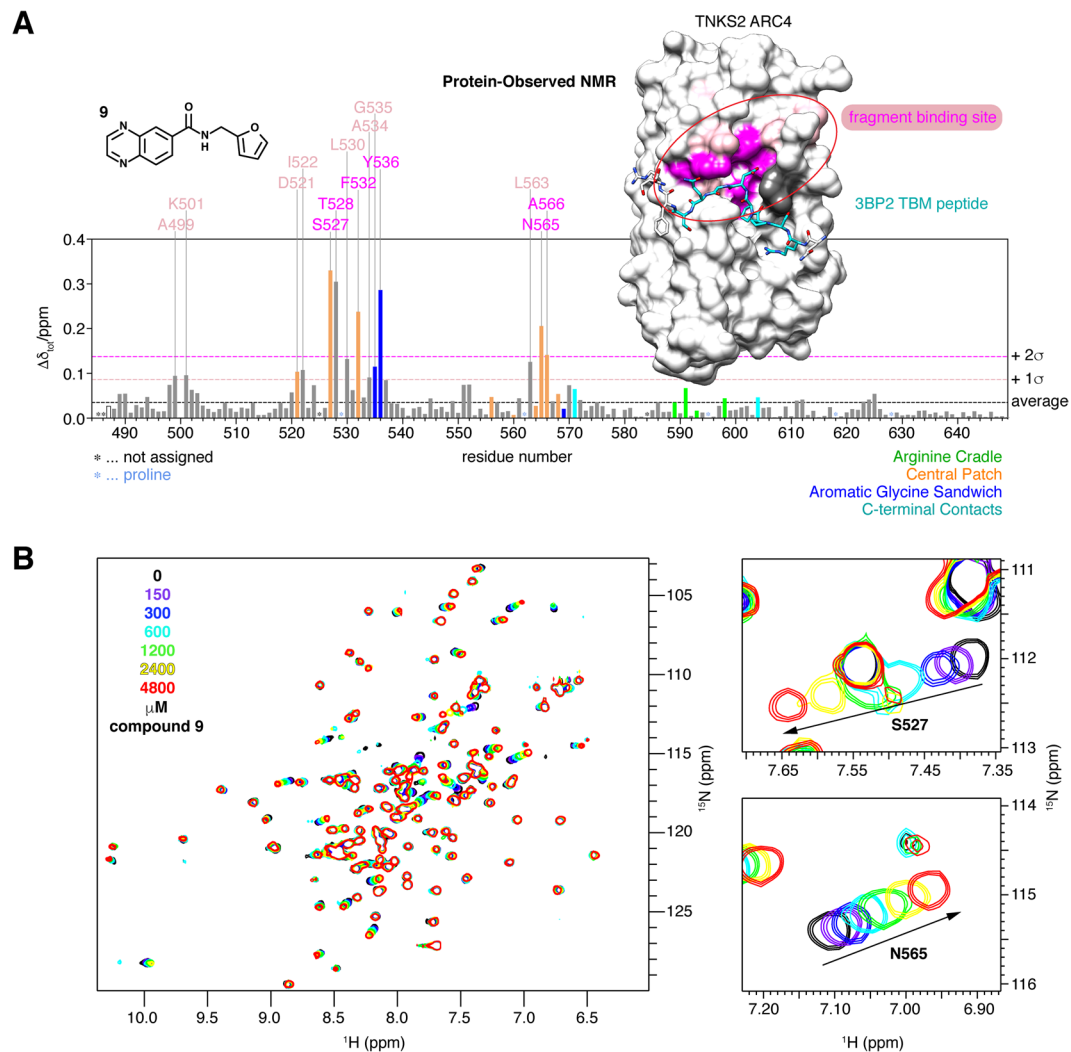 A
TNKS2 ARC4
Protein-Observed NMR
fragment binding site
3BP2 TBM peptide
9
N
N
O
N
H
O
G535
A534
L530
I522
Y536
D521
F532
L563
K501
T528
A566
A499
S527
N565
0.4
0.3
0.2
0.1
0.0
Δδtot/ppm
+ 2σ
+ 1σ
average
490 500 510 520 530 540 550 560 570 580 590 600 610 620 630 640
residue number
* ... not assigned
* ... proline
Arginine Cradle
Central Patch
Aromatic Glycine Sandwich
C-terminal Contacts
B
0
150
300
600
1200
2400
4800
μM
compound 9
105
110
115
120
125
15N (ppm)
10.0 9.5 9.0 8.5 8.0 7.5 7.0 6.5
1H (ppm)
111
112
113
S527
7.65 7.55 7.45 7.35
15N (ppm)
114
115
116
N565
7.20 7.10 7.00 6.90
1H (ppm)